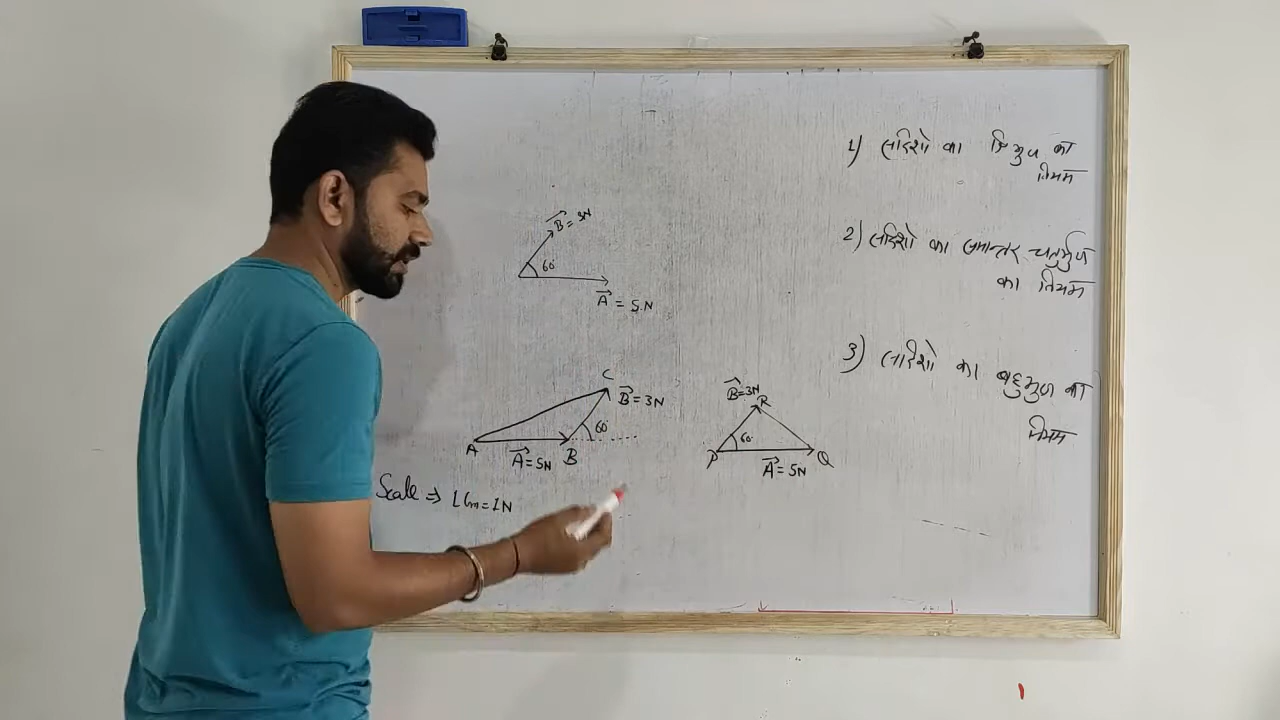 1) सदिशो का त्रिभुज का
नियम
2) सदिशो का समान्तर चतुर्भुज
का नियम
3) सदिशो का बहुभुज का
नियम
B⃗ = 3N
60°
A⃗ = 5N
C
B⃗ = 3N
60°
A
A⃗ = 5N
B
B⃗ = 3N
R
60°
P
Q
A⃗ = 5N
Scale ⇒ 1Cm = 1N